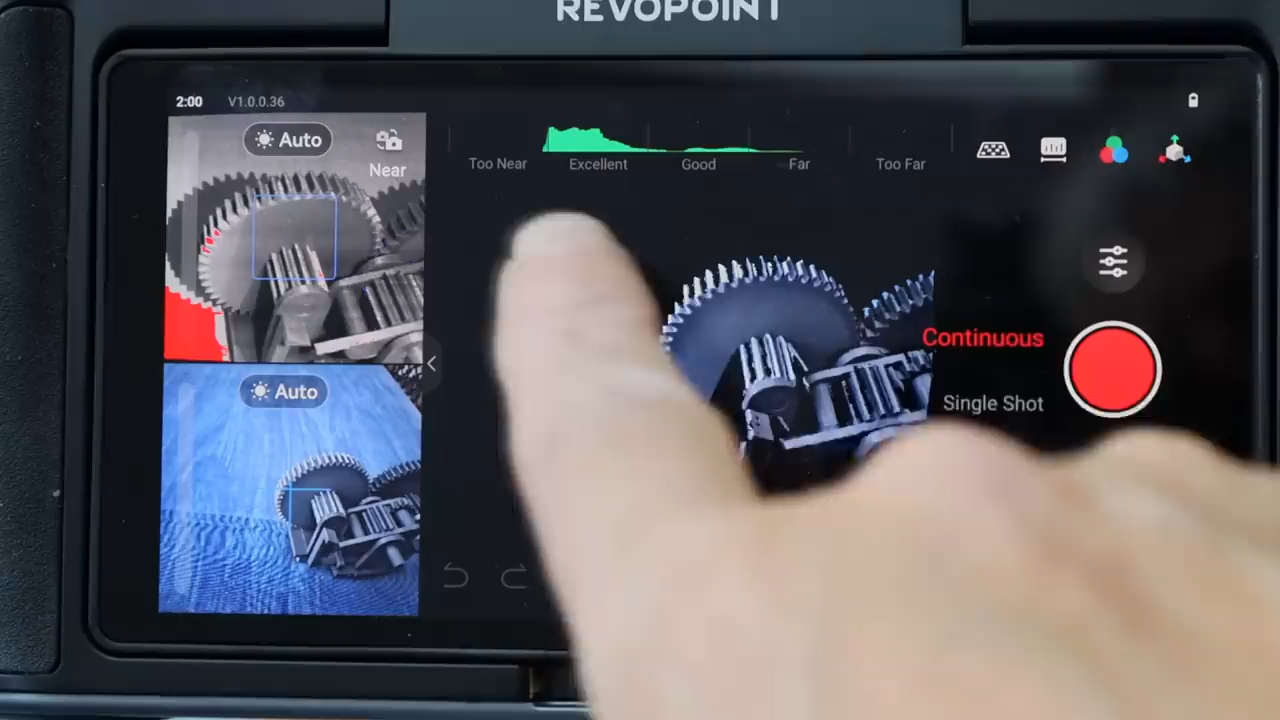 REVOPOINT
2:00 V1.0.0.36
Auto
Near
Too Near Excellent Good Far Too Far
Continuous
Single Shot
Auto